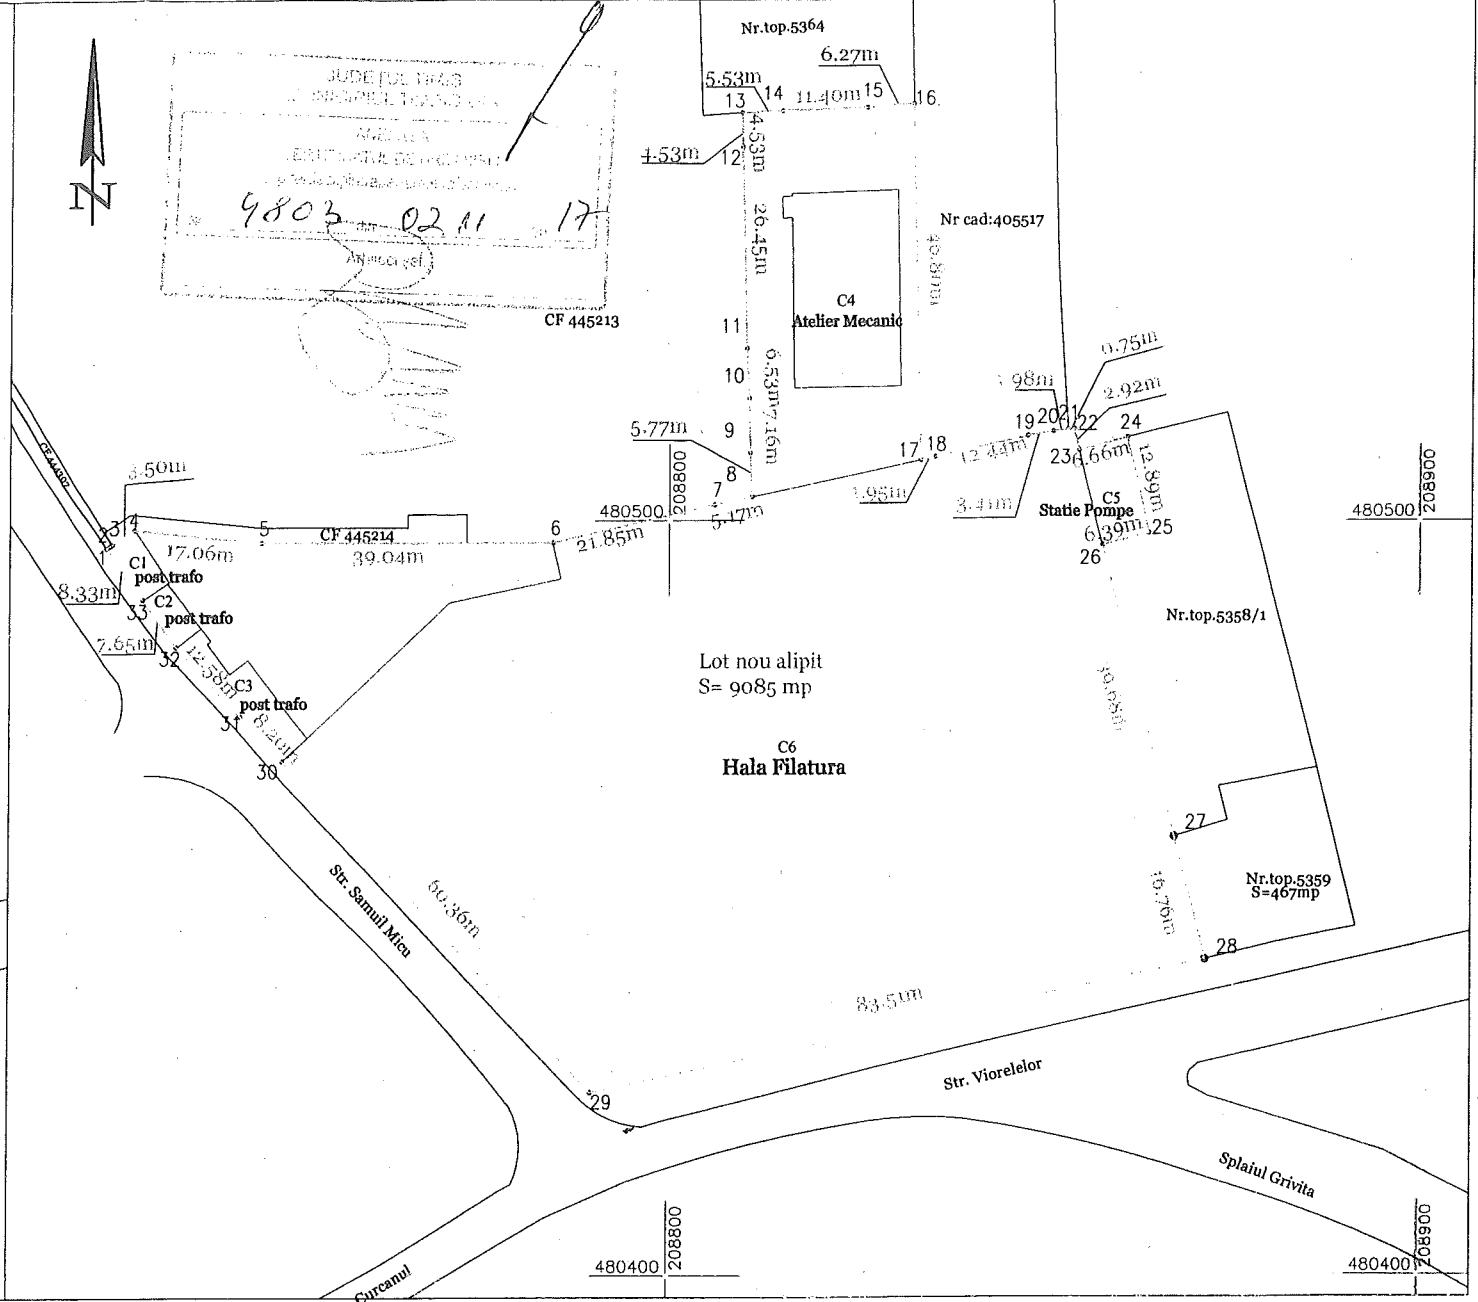 Nr.top.5364
6.27m
5.53m
13
14
11.40m
15
16
4.53m
4.53m
12
26.45m
Nr cad:405517
40.87m
C4
Atelier Mecanic
11
6.53m
10
7.16m
9
5.77m
8
7
5.17m
JUDEȚUL
9803
02 11
17
N
CF 445213
0.75m
2.92m
19
20
21
22
24
17
18
12.44m
23
6.66m
12.89m
1.95m
3.41m
C5
Statie Pompe
6.39m
25
26
208800
480500
208900
480500
3.50m
2
3
4
1
5
6
CF 445214
17.06m
39.04m
21.85m
C1
post trafo
8.33m
33
C2
post trafo
7.65m
32
12.58m
C3
post trafo
31
8.20m
30
Nr.top.5358/1
Lot nou alipit
S= 9085 mp
C6
Hala Filatura
27
16.76m
Nr.top.5359
S=467mp
28
Str. Samuil Micu
60.36m
83.51m
29
Str. Viorelelor
Splaiul Grivita
208800
480400
208900
480400
Curcanul